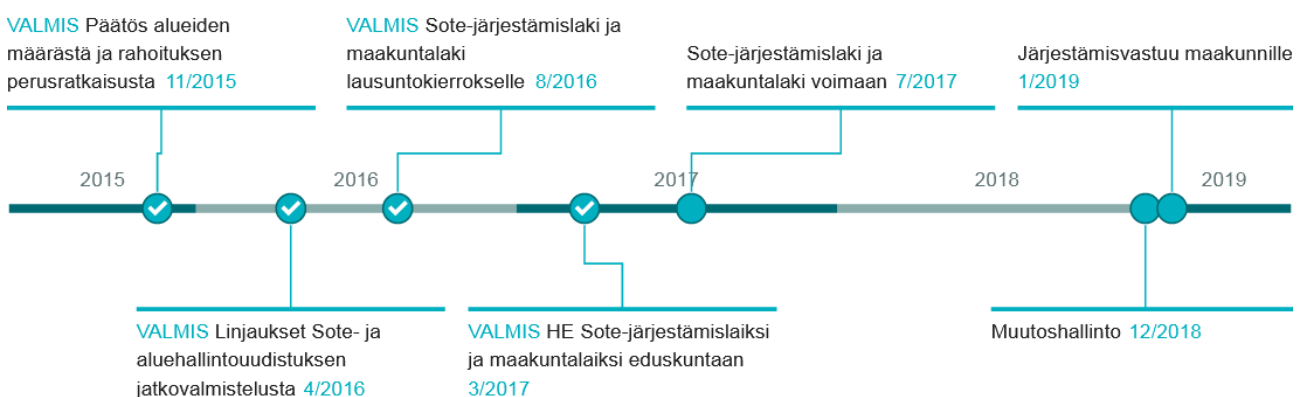 VALMIS Päätös alueiden
määrästä ja rahoituksen
perusratkaisusta 11/2015
VALMIS Sote-järjestämislaki ja
maakuntalaki
lausuntokierrokselle 8/2016
Sote-järjestämislaki ja
maakuntalaki voimaan 7/2017
Järjestämisvastuu maakunnille
1/2019
2015
2016
2017
2018
2019
VALMIS Linjaukset Sote- ja
aluehallintouudistuksen
jatkovalmistelusta 4/2016
VALMIS HE Sote-järjestämislaiksi
ja maakuntalaiksi eduskuntaan
3/2017
Muutoshallinto 12/2018